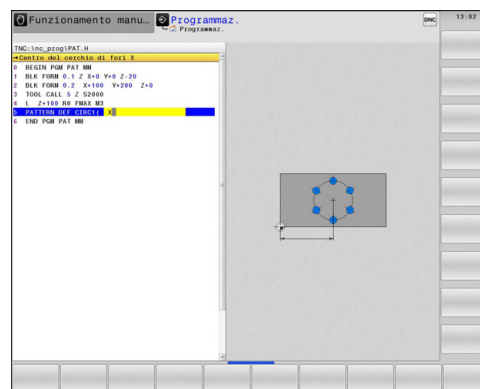 Funzionamento manu...
Programmaz.
Programmaz.
DNC
13:02
TNC:\nc_prog\PAT.H
→Centro del cerchio di fori X
0 BEGIN PGM PAT MM
1 BLK FORM 0.1 Z X+0 Y+0 Z-20
2 BLK FORM 0.2 X+100 Y+200 Z+0
3 TOOL CALL 5 Z S2000
4 L Z+100 R0 FMAX M3
5 PATTERN DEF CIRC1( X
6 END PGM PAT MM